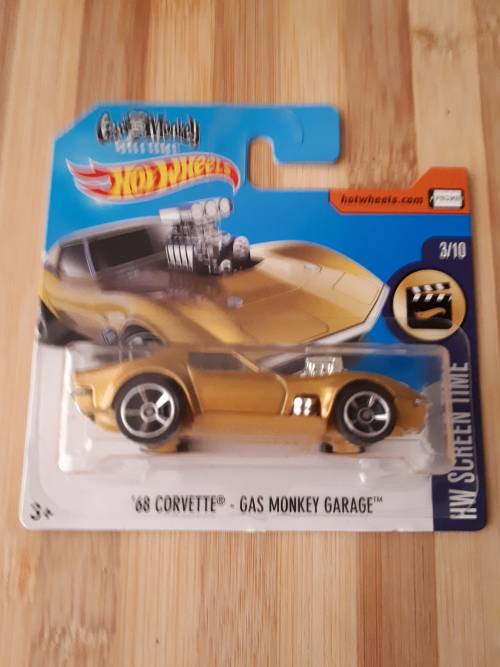 Gas Monkey
GARAGE
HOT WHEELS
hotwheels.com
3/10
HW SCREEN TIME
'68 CORVETTE® - GAS MONKEY GARAGE™
3+